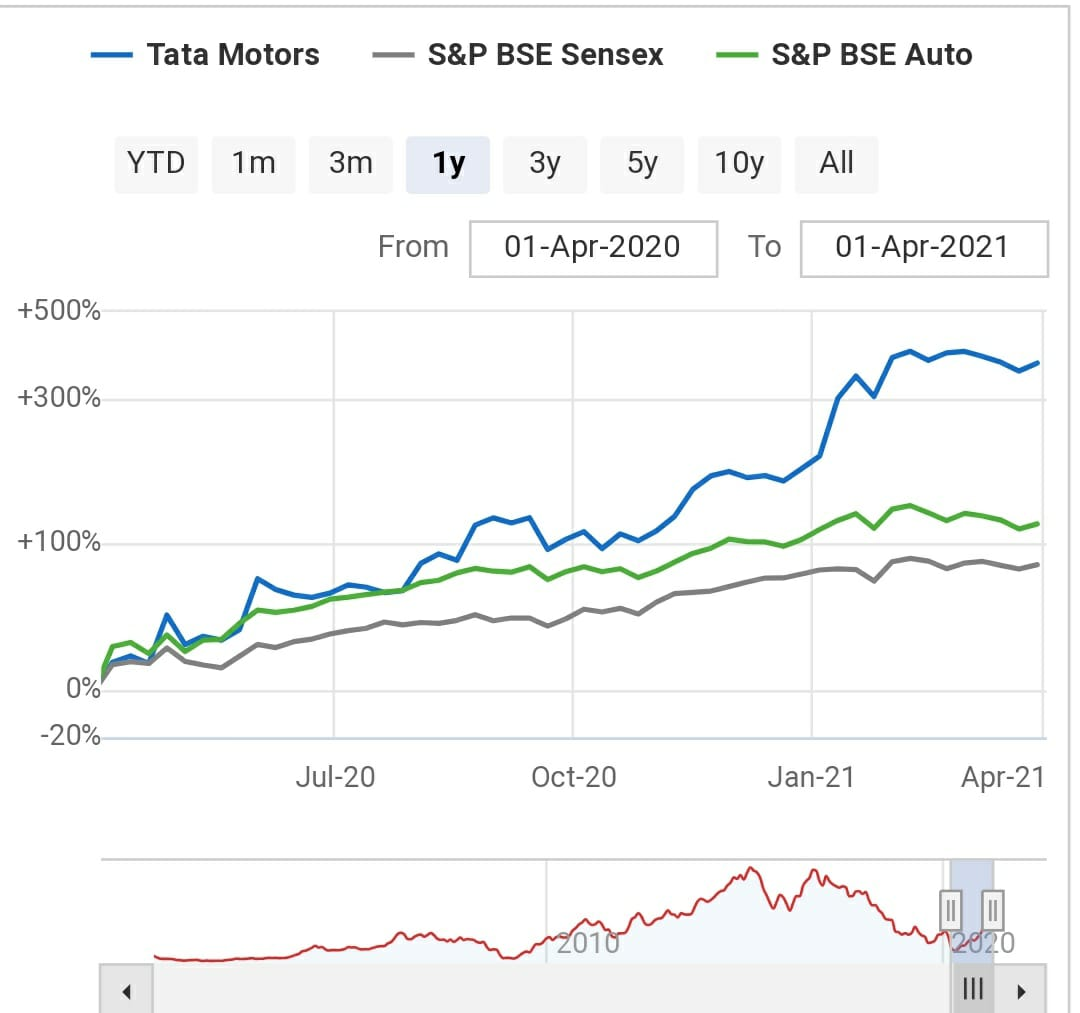 Tata Motors S&P BSE Sensex S&P BSE Auto
YTD 1m 3m 1y 3y 5y 10y All
From 01-Apr-2020 To 01-Apr-2021
+500%
+300%
+100%
0%
-20%
Jul-20 Oct-20 Jan-21 Apr-21
2010 2020